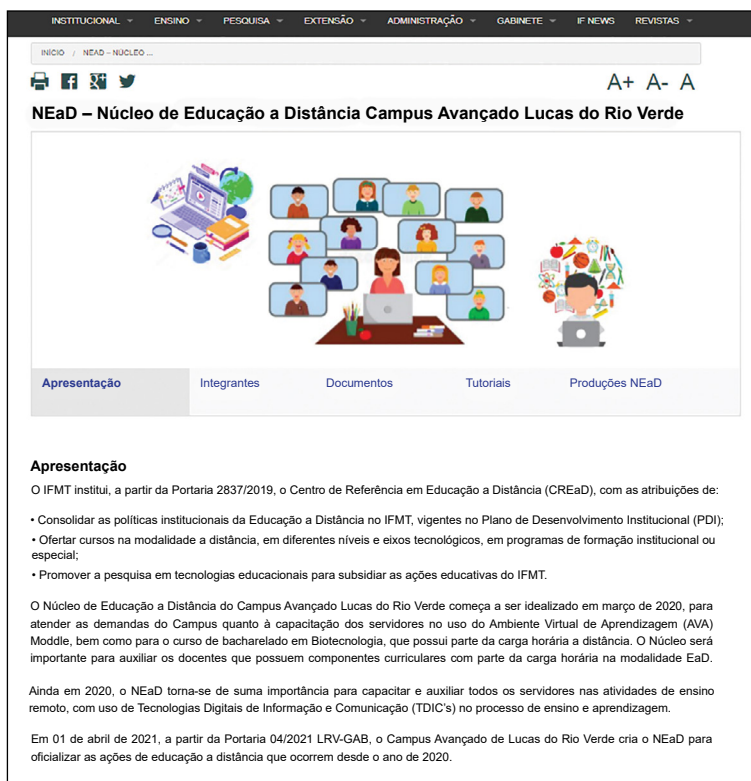 INSTITUCIONAL ENSINO PESQUISA EXTENSÃO ADMINISTRAÇÃO GABINETE IF NEWS REVISTAS
INÍCIO / NEAD – NÚCLEO ...
A+ A- A
NEaD – Núcleo de Educação a Distância Campus Avançado Lucas do Rio Verde
Apresentação Integrantes Documentos Tutoriais Produções NEaD
Apresentação
O IFMT institui, a partir da Portaria 2837/2019, o Centro de Referência em Educação a Distância (CREaD), com as atribuições de:
• Consolidar as políticas institucionais da Educação a Distância no IFMT, vigentes no Plano de Desenvolvimento Institucional (PDI);
• Ofertar cursos na modalidade a distância, em diferentes níveis e eixos tecnológicos, em programas de formação institucional ou
especial;
• Promover a pesquisa em tecnologias educacionais para subsidiar as ações educativas do IFMT.
O Núcleo de Educação a Distância do Campus Avançado Lucas do Rio Verde começa a ser idealizado em março de 2020, para
atender as demandas do Campus quanto à capacitação dos servidores no uso do Ambiente Virtual de Aprendizagem (AVA)
Moddle, bem como para o curso de bacharelado em Biotecnologia, que possui parte da carga horária a distância. O Núcleo será
importante para auxiliar os docentes que possuem componentes curriculares com parte da carga horária na modalidade EaD.
Ainda em 2020, o NEaD torna-se de suma importância para capacitar e auxiliar todos os servidores nas atividades de ensino
remoto, com uso de Tecnologias Digitais de Informação e Comunicação (TDIC's) no processo de ensino e aprendizagem.
Em 01 de abril de 2021, a partir da Portaria 04/2021 LRV-GAB, o Campus Avançado de Lucas do Rio Verde cria o NEaD para
oficializar as ações de educação a distância que ocorrem desde o ano de 2020.